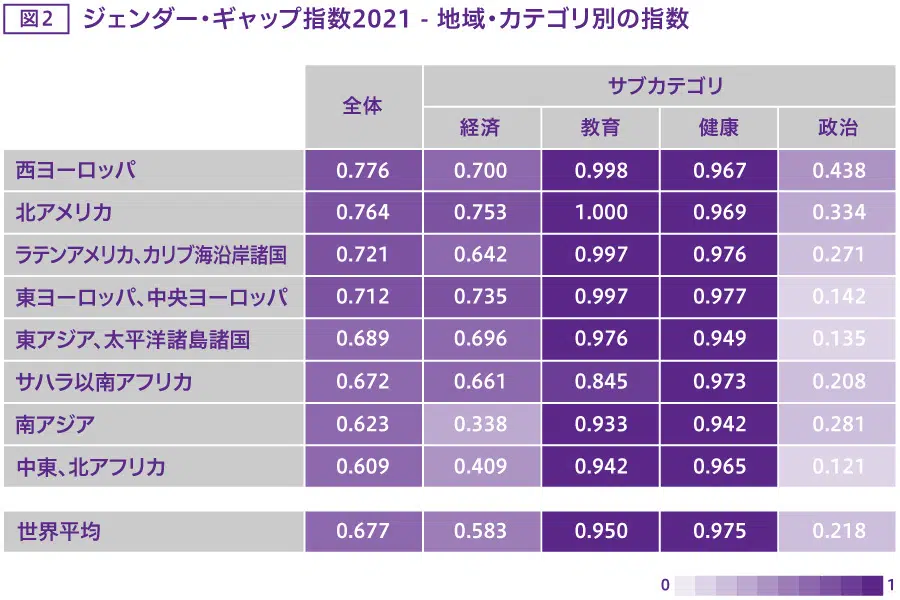 図2 ジェンダー・ギャップ指数2021 - 地域・カテゴリ別の指数
全体 サブカテゴリ
経済 教育 健康 政治
西ヨーロッパ 0.776 0.700 0.998 0.967 0.438
北アメリカ 0.764 0.753 1.000 0.969 0.334
ラテンアメリカ、カリブ海沿岸諸国 0.721 0.642 0.997 0.976 0.271
東ヨーロッパ、中央ヨーロッパ 0.712 0.735 0.997 0.977 0.142
東アジア、太平洋諸島諸国 0.689 0.696 0.976 0.949 0.135
サハラ以南アフリカ 0.672 0.661 0.845 0.973 0.208
南アジア 0.623 0.338 0.933 0.942 0.281
中東、北アフリカ 0.609 0.409 0.942 0.965 0.121
世界平均 0.677 0.583 0.950 0.975 0.218
0 1